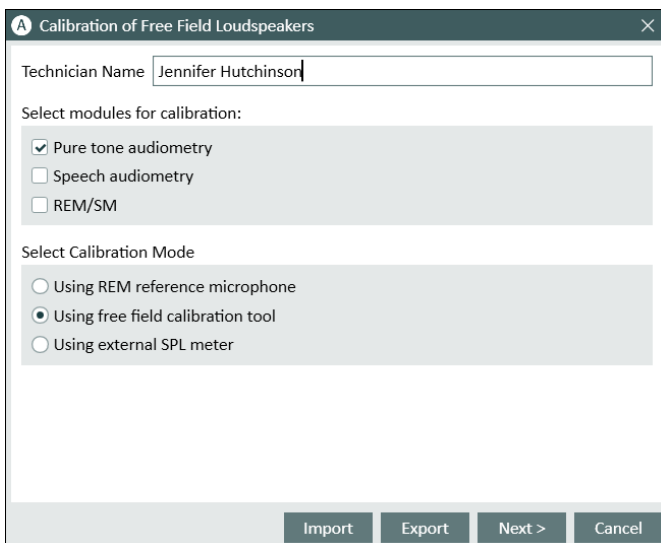 A Calibration of Free Field Loudspeakers
Technician Name Jennifer Hutchinson
Select modules for calibration:
Pure tone audiometry
Speech audiometry
REM/SM
Select Calibration Mode
Using REM reference microphone
Using free field calibration tool
Using external SPL meter
Import Export Next > Cancel